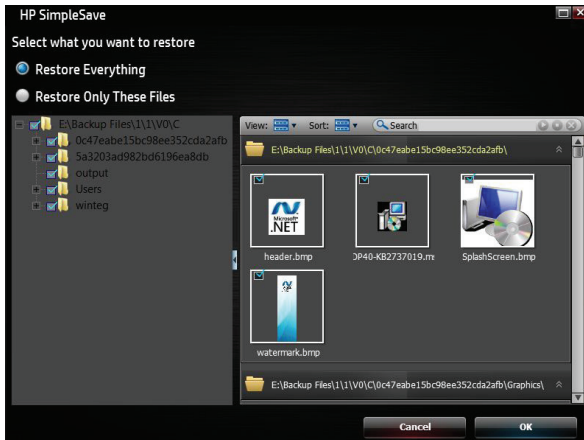 HP SimpleSave
Select what you want to restore
Restore Everything
Restore Only These Files
E:\Backup Files\1\1\V0\C
0c47eabe15bc98ee352cda2afb
5a3203ad982bd6196ea8db
output
Users
winteg
View: Sort: Search
E:\Backup Files\1\1\V0\C\0c47eabe15bc98ee352cda2afb\
Microsoft
.NET
header.bmp
DP40-KB2737019.ms
SplashScreen.bmp
watermark.bmp
E:\Backup Files\1\1\V0\C\0c47eabe15bc98ee352cda2afb\Graphics\
Cancel
OK